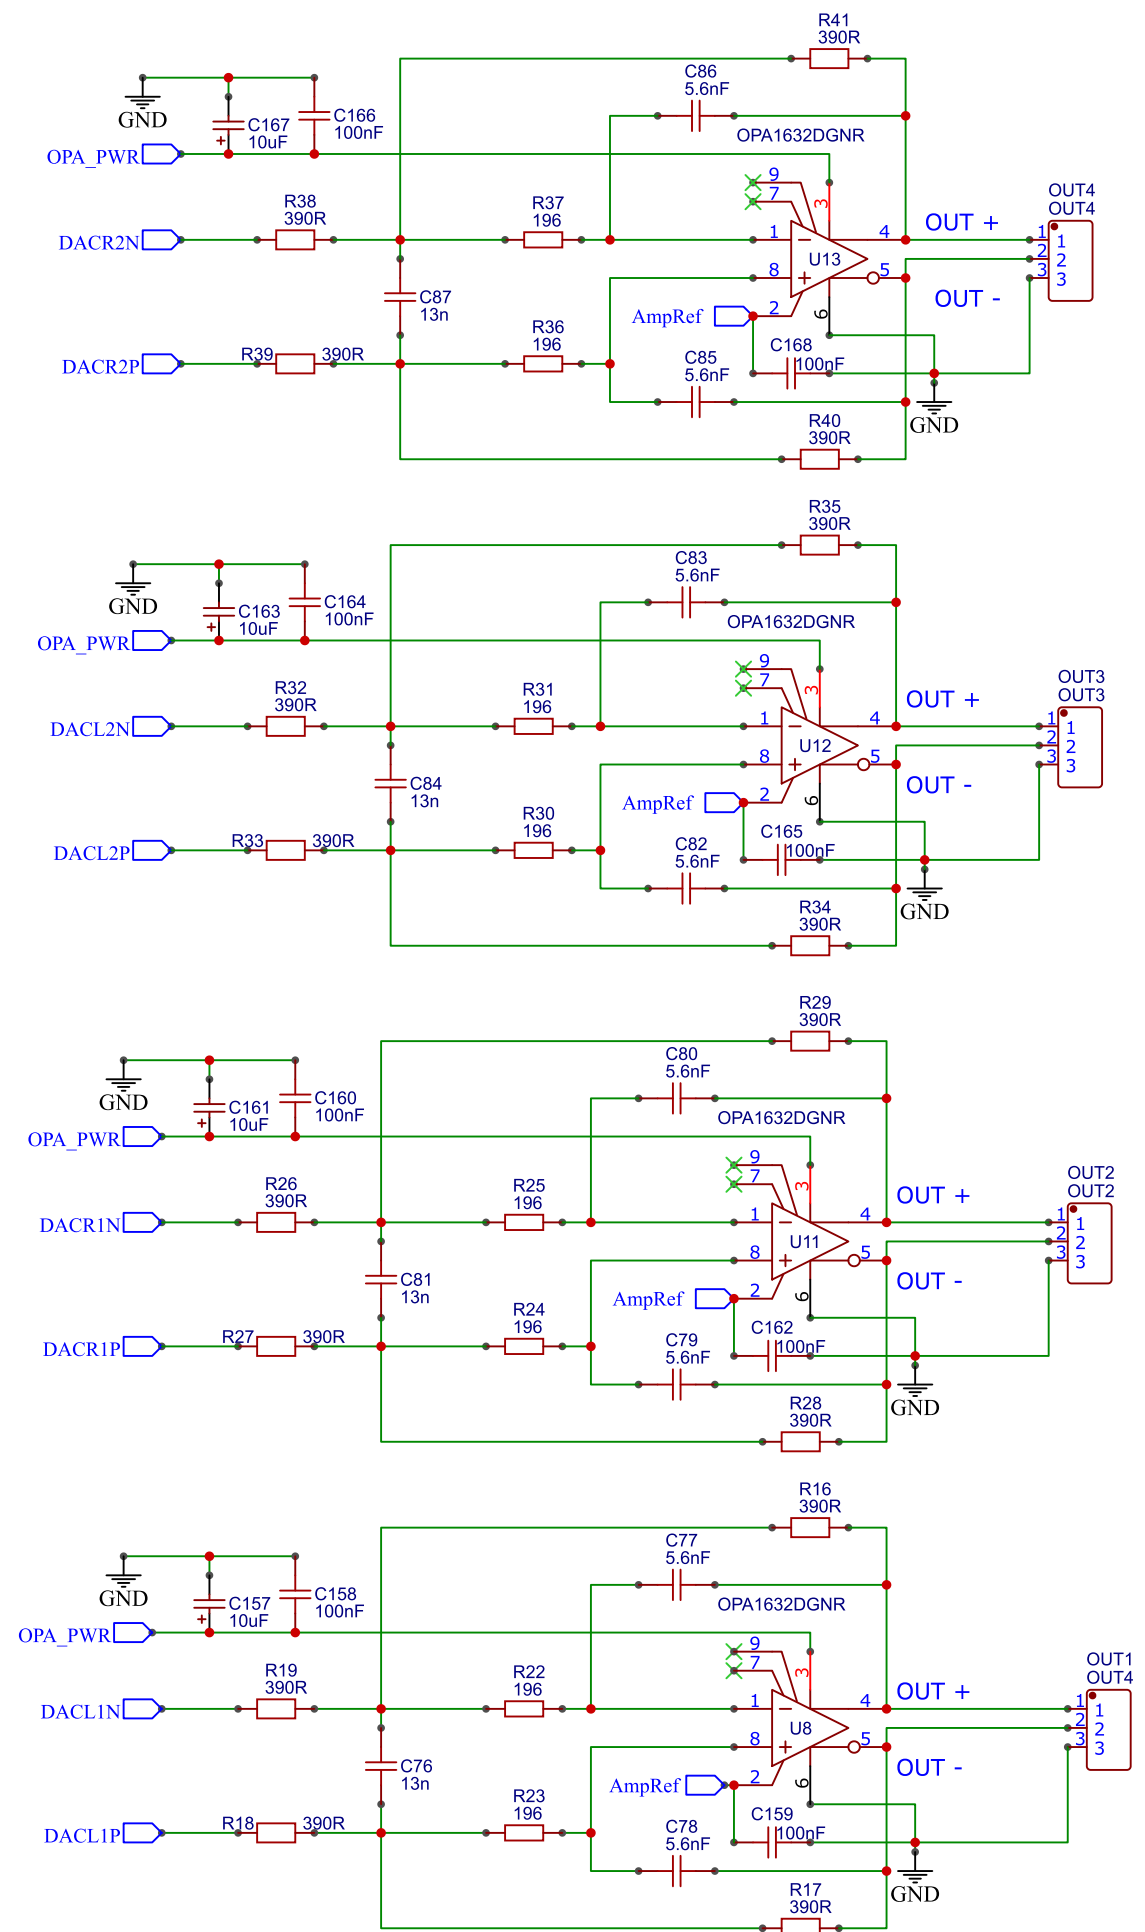 R41
390R
C86
5.6nF
GND
C167
10uF
C166
100nF
OPA1632DGNR
OPA_PWR
9
7
3
OUT4
OUT4
R38
390R
R37
196
DACR2N
1
4
OUT +
1
1
U13
2
2
8
5
3
3
OUT -
C87
13n
AmpRef
2
6
R36
196
DACR2P
R39
390R
C168
100nF
C85
5.6nF
GND
R40
390R
R35
390R
C83
5.6nF
GND
C163
10uF
C164
100nF
OPA1632DGNR
OPA_PWR
9
7
3
OUT3
OUT3
R32
390R
R31
196
DACL2N
1
4
OUT +
1
1
U12
2
2
8
5
3
3
OUT -
C84
13n
AmpRef
2
6
R30
196
DACL2P
R33
390R
C165
100nF
C82
5.6nF
GND
R34
390R
R29
390R
C80
5.6nF
GND
C161
10uF
C160
100nF
OPA1632DGNR
OPA_PWR
9
7
3
OUT2
OUT2
R26
390R
R25
196
DACR1N
1
4
OUT +
1
1
U11
2
2
8
5
3
3
OUT -
C81
13n
AmpRef
2
6
R24
196
DACR1P
R27
390R
C162
100nF
C79
5.6nF
GND
R28
390R
R16
390R
C77
5.6nF
GND
C157
10uF
C158
100nF
OPA1632DGNR
OPA_PWR
9
7
3
OUT1
OUT4
R19
390R
R22
196
DACL1N
1
4
OUT +
1
1
U8
2
2
8
5
3
3
OUT -
C76
13n
AmpRef
2
6
R23
196
DACL1P
R18
390R
C159
100nF
C78
5.6nF
GND
R17
390R